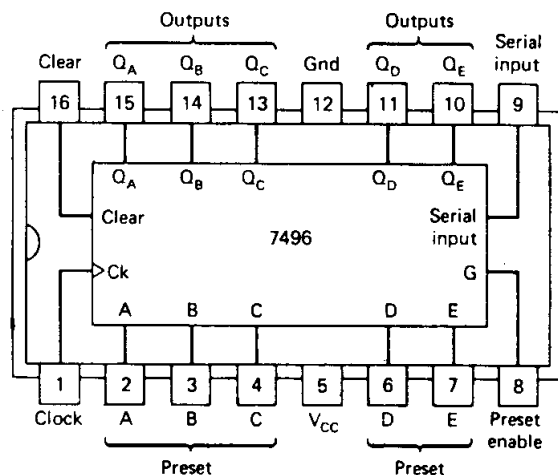 Outputs Outputs
Serial
Clear Q_A Q_B Q_C Gnd Q_D Q_E input
16 15 14 13 12 11 10 9
Q_A Q_B Q_C Q_D Q_E
Clear Serial
7496 input
Ck G
A B C D E
1 2 3 4 5 6 7 8
Clock A B C V_CC D E Preset
enable
Preset Preset